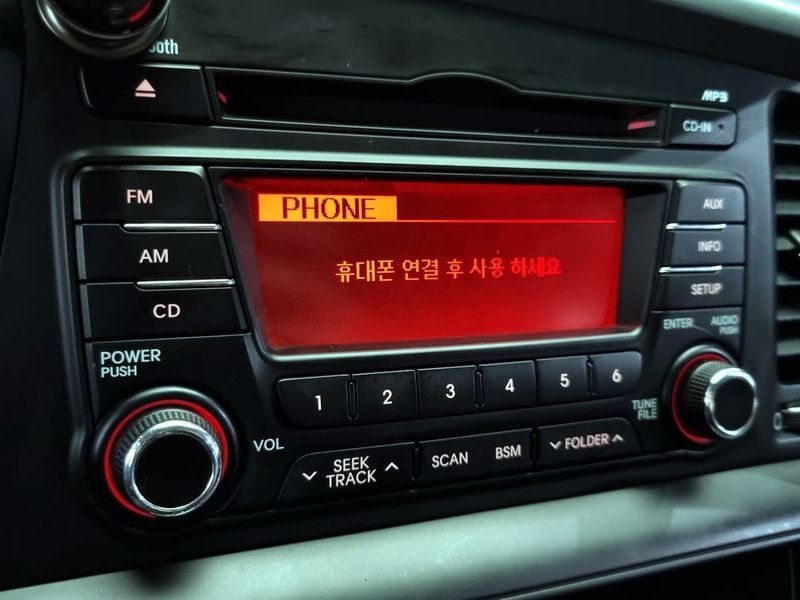 MP3
CD-IN
FM
AM
CD
PHONE
휴대폰 연결 후 사용 하세요
AUX
INFO
SETUP
POWER
PUSH
ENTER
AUDIO
PUSH
1 2 3 4 5 6
VOL
SEEK
TRACK
SCAN
BSM
FOLDER
TUNE
FILE